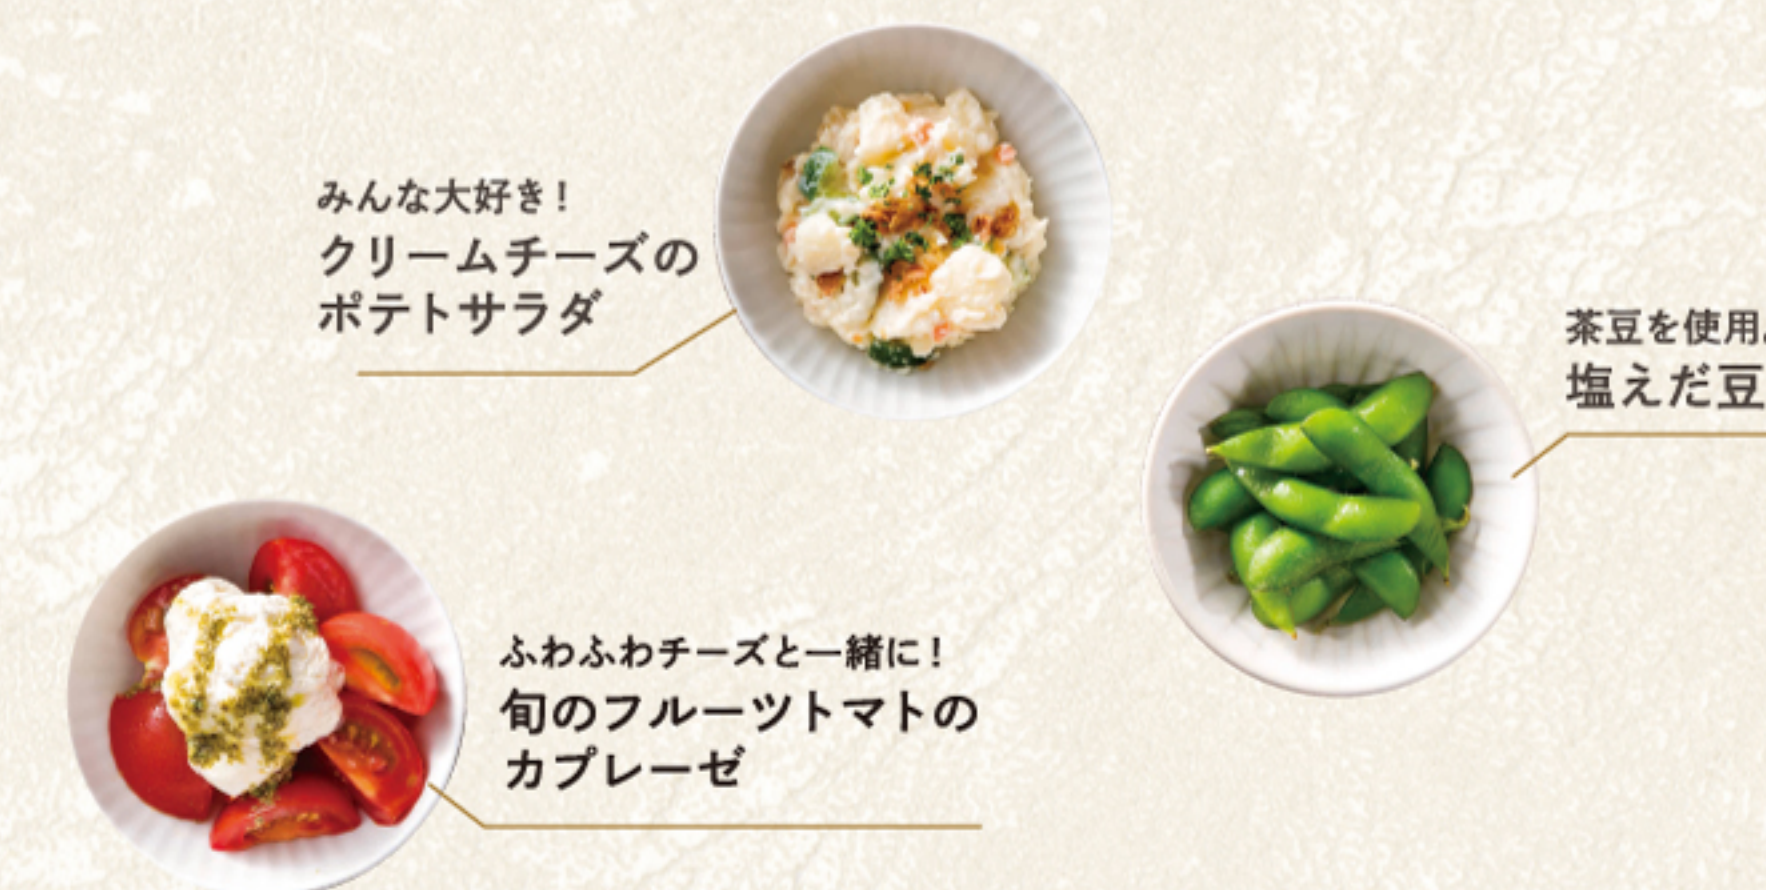 みんな大好き!
クリームチーズの
ポテトサラダ
茶豆を使用
塩えだ豆
ふわふわチーズと一緒に!
旬のフルーツトマトの
カプレーゼ